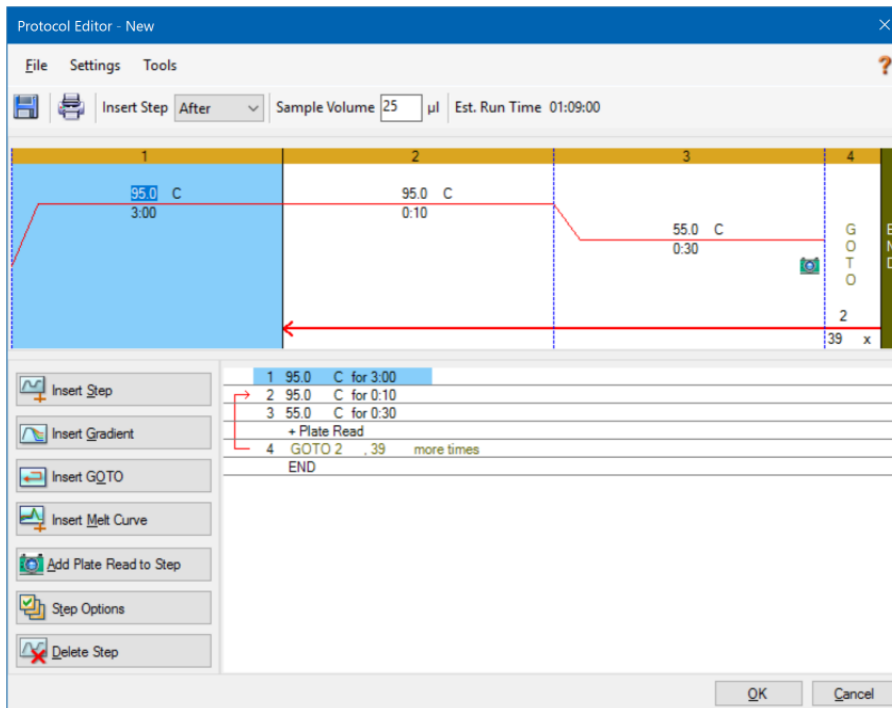 Protocol Editor - New
File Settings Tools ?
Insert Step After Sample Volume 25 µl Est. Run Time 01:09:00
1 2 3 4
95.0 C 95.0 C 55.0 C
3:00 0:10 0:30
GOTO
2
39 x
END
Insert Step
Insert Gradient
Insert GOTO
Insert Melt Curve
Add Plate Read to Step
Step Options
Delete Step
1 95.0 C for 3:00
2 95.0 C for 0:10
3 55.0 C for 0:30
+ Plate Read
4 GOTO 2 , 39 more times
END
OK Cancel